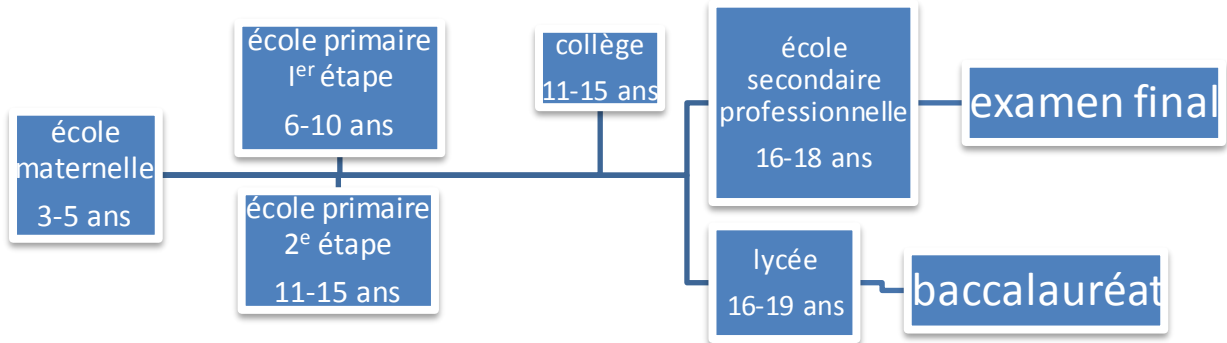 école
maternelle
3-5 ans
école primaire
Ier étape
6-10 ans
école primaire
2e étape
11-15 ans
collège
11-15 ans
école
secondaire
professionnelle
16-18 ans
examen final
lycée
16-19 ans
baccalauréat